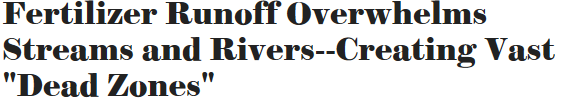 Fertilizer Runoff Overwhelms
Streams and Rivers--Creating Vast
"Dead Zones"